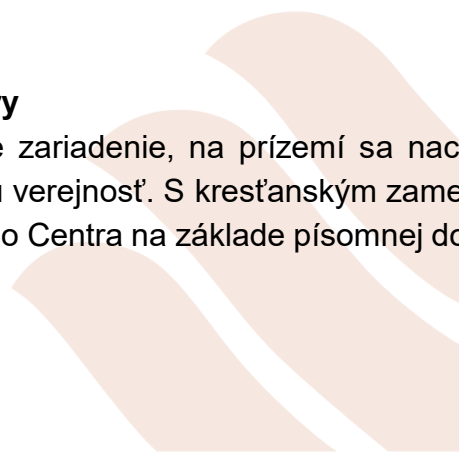 y
zariadenie, na prízemí sa nac
verejnosť. S kresťanským zame
o Centra na základe písomnej do